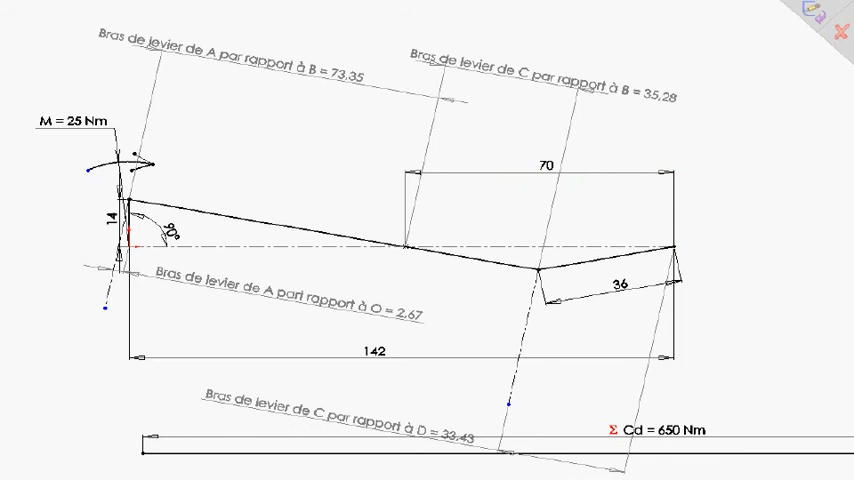 Bras de levier de A par rapport à B = 73,35
Bras de levier de C par rapport à B = 35,28
M = 25 Nm
70
14
90°
Bras de levier de A part rapport à O = 2,67
36
142
Bras de levier de C par rapport à D = 33,43
Σ Cd = 650 Nm